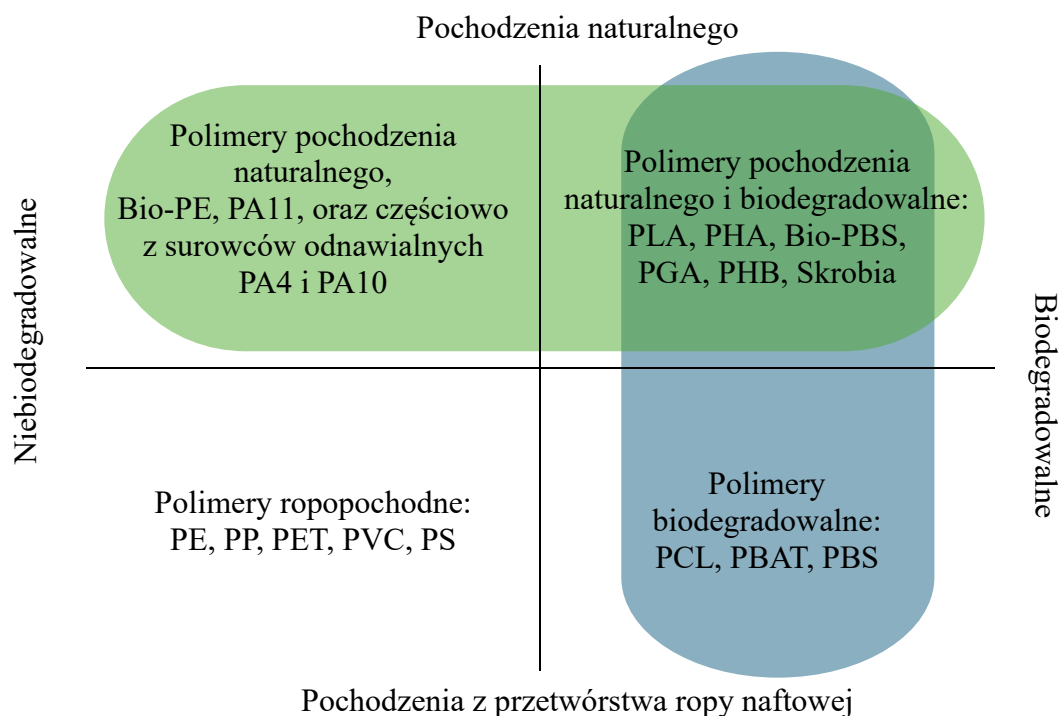 Pochodzenia naturalnego
Polimery pochodzenia
naturalnego,
Bio-PE, PA11, oraz częściowo
z surowców odnawialnych
PA4 i PA10
Polimery pochodzenia
naturalnego i biodegradowalne:
PLA, PHA, Bio-PBS,
PGA, PHB, Skrobia
Niebiodegradowalne
Biodegradowalne
Polimery ropopochodne:
PE, PP, PET, PVC, PS
Polimery
biodegradowalne:
PCL, PBAT, PBS
Pochodzenia z przetwórstwa ropy naftowej